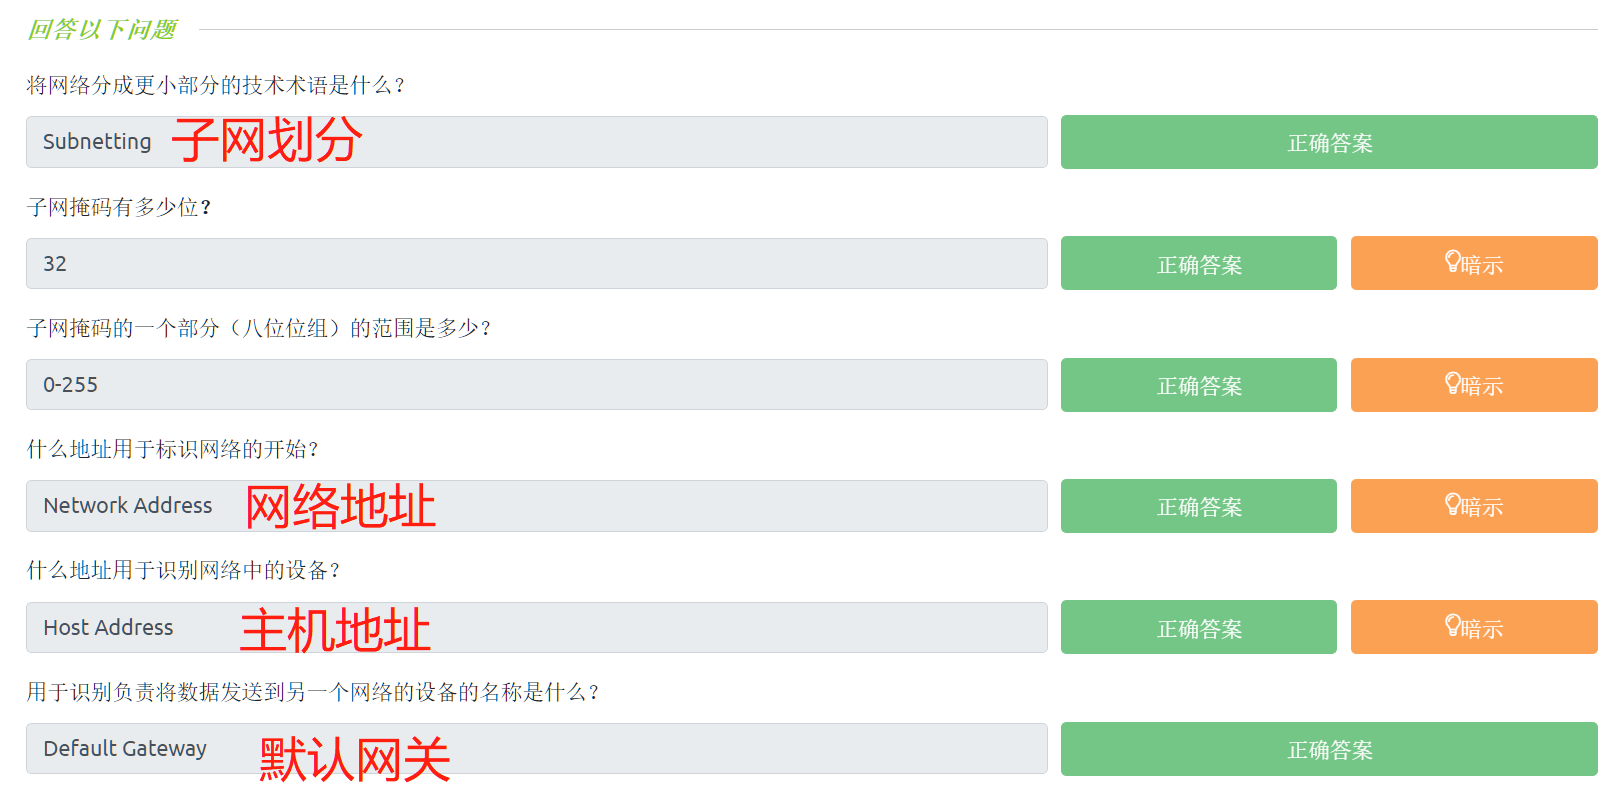 回答以下问题
将网络分成更小部分的技术术语是什么？
Subnetting 子网划分 正确答案
子网掩码有多少位？
32 正确答案 暗示
子网掩码的一个部分（八位位组）的范围是多少？
0-255 正确答案 暗示
什么地址用于标识网络的开始？
Network Address 网络地址 正确答案 暗示
什么地址用于识别网络中的设备？
Host Address 主机地址 正确答案 暗示
用于识别负责将数据发送到另一个网络的设备的名称是什么？
Default Gateway 默认网关 正确答案